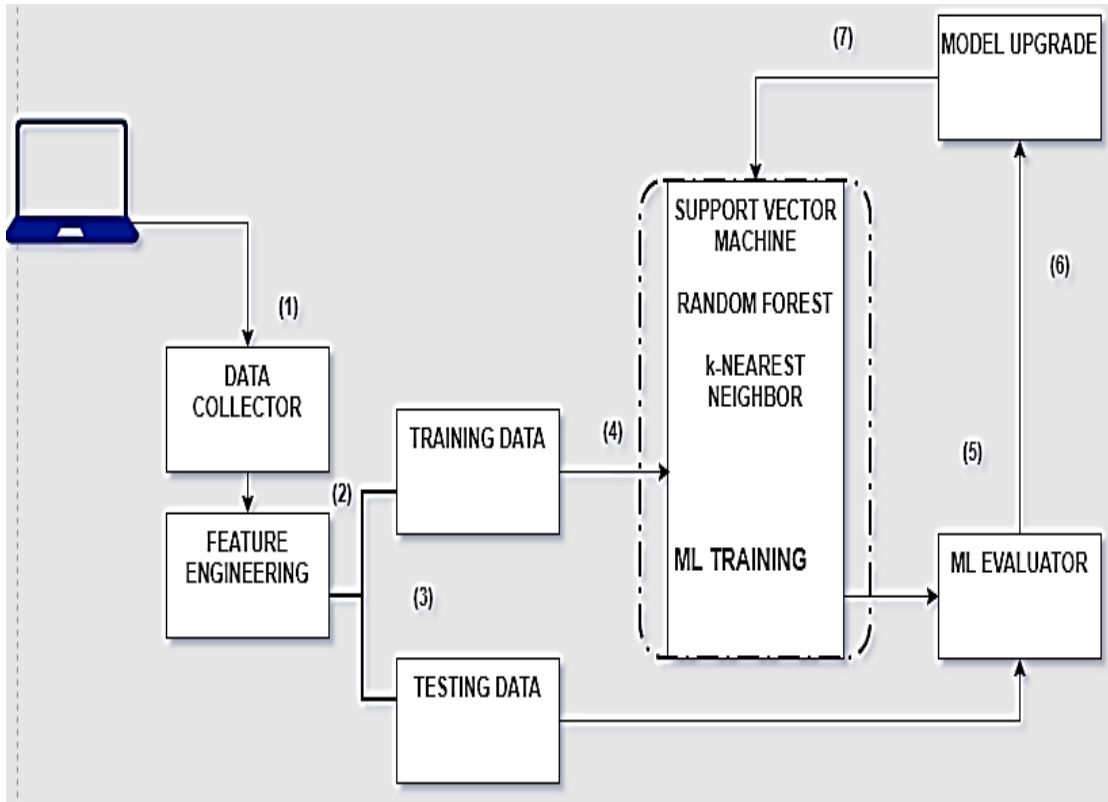 (1)
DATA
COLLECTOR
(2)
FEATURE
ENGINEERING
(3)
TRAINING DATA
TESTING DATA
(4)
SUPPORT VECTOR
MACHINE
RANDOM FOREST
k-NEAREST
NEIGHBOR
ML TRAINING
(5)
ML EVALUATOR
(6)
MODEL UPGRADE
(7)